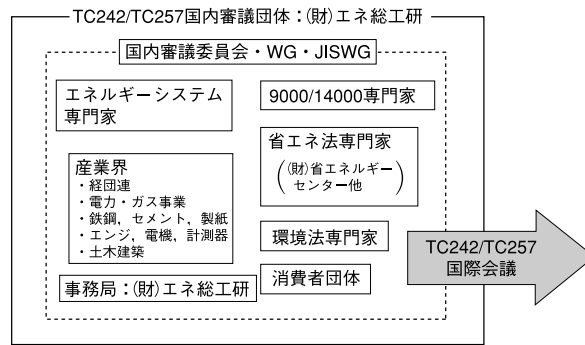 TC242/TC257国内審議団体：(財)エネ総工研
国内審議委員会・WG・JISWG
エネルギーシステム
専門家
9000/14000専門家
省エネ法専門家
((財)省エネルギー
センター他)
産業界
・経団連
・電力・ガス事業
・鉄鋼，セメント，製紙
・エンジ，電機，計測器
・土木建築
環境法専門家
消費者団体
事務局：(財)エネ総工研
TC242/TC257
国際会議